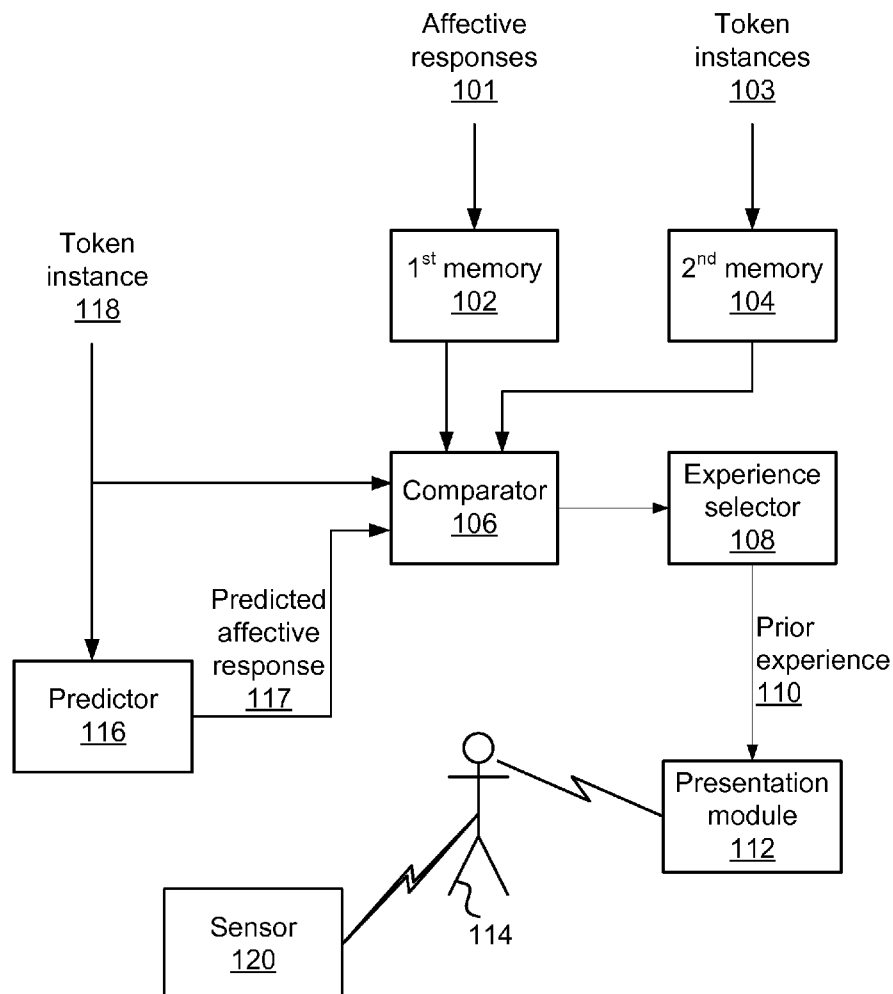 Affective
responses
101
Token
instances
103
Token
instance
118
1st memory
102
2nd memory
104
Comparator
106
Experience
selector
108
Predicted
affective
response
117
Prior
experience
110
Predictor
116
Presentation
module
112
Sensor
120
114